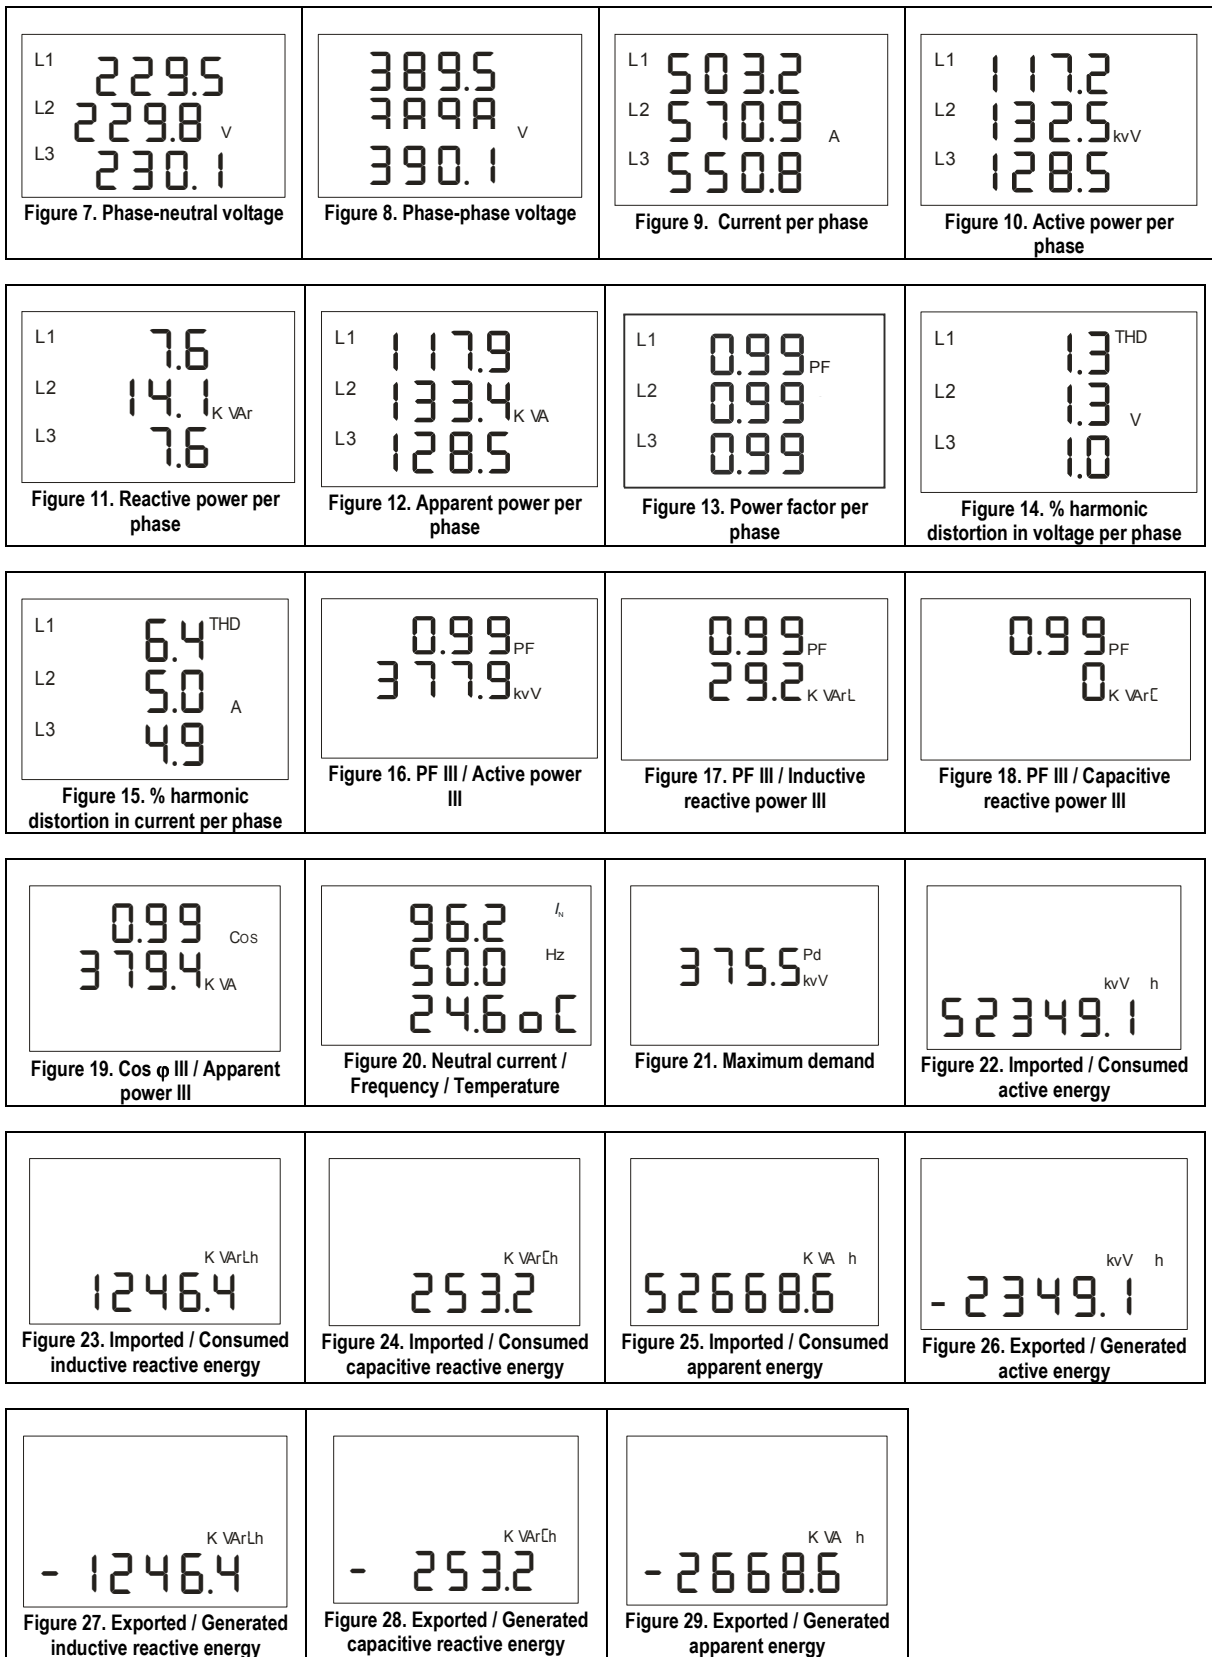 L1 229.5
L2 229.8 V
L3 230.1
Figure 7. Phase-neutral voltage
389.5
V
390.1
Figure 8. Phase-phase voltage
L1 503.2
L2 570.9 A
L3 550.8
Figure 9. Current per phase
L1 117.2
L2 132.5 kvV
L3 128.5
Figure 10. Active power per
phase
L1 7.6
L2 14.1 K VAr
L3 7.6
Figure 11. Reactive power per
phase
L1 117.9
L2 133.4 K VA
L3 128.5
Figure 12. Apparent power per
phase
L1 0.99 PF
L2 0.99
L3 0.99
Figure 13. Power factor per
phase
L1 1.3 THD
L2 1.3 V
L3 1.0
Figure 14. % harmonic
distortion in voltage per phase
L1 6.4 THD
L2 5.0 A
L3 4.9
Figure 15. % harmonic
distortion in current per phase
0.99 PF
377.9 kvV
Figure 16. PF III / Active power
III
0.99 PF
29.2 K VArL
Figure 17. PF III / Inductive
reactive power III
0.99 PF
0 K VArC
Figure 18. PF III / Capacitive
reactive power III
0.99 Cos
379.4 K VA
Figure 19. Cos φ III / Apparent
power III
96.2 IN
50.0 Hz
24.6 oC
Figure 20. Neutral current /
Frequency / Temperature
375.5 Pd kvV
Figure 21. Maximum demand
kvV h
52349.1
Figure 22. Imported / Consumed
active energy
K VArLh
1246.4
Figure 23. Imported / Consumed
inductive reactive energy
K VArCh
253.2
Figure 24. Imported / Consumed
capacitive reactive energy
K VA h
52668.6
Figure 25. Imported / Consumed
apparent energy
kvV h
-2349.1
Figure 26. Exported / Generated
active energy
K VArLh
-1246.4
Figure 27. Exported / Generated
inductive reactive energy
K VArCh
- 253.2
Figure 28. Exported / Generated
capacitive reactive energy
K VA h
-2668.6
Figure 29. Exported / Generated
apparent energy